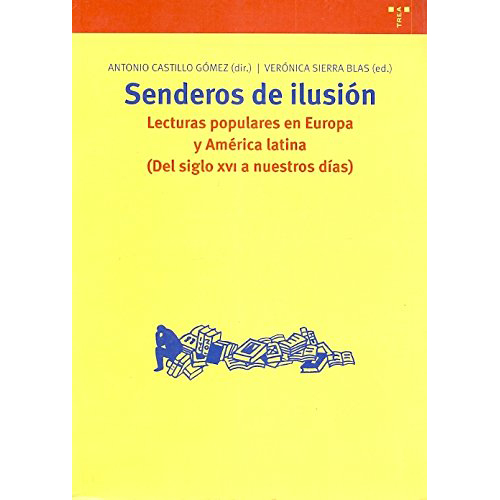 TREA
ANTONIO CASTILLO GÓMEZ (dir.) | VERÓNICA SIERRA BLAS (ed.)
Senderos de ilusión
Lecturas populares en Europa
y América latina
(Del siglo XVI a nuestros días)